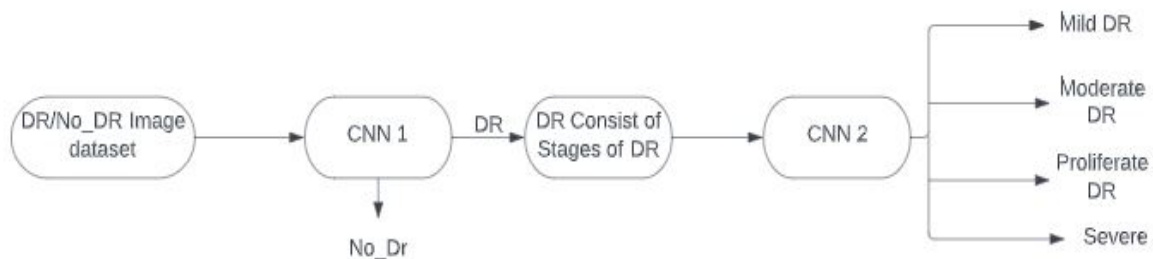 DR/No_DR Image
dataset
CNN 1
No_Dr
DR
DR Consist of
Stages of DR
CNN 2
Mild DR
Moderate
DR
Proliferate
DR
Severe